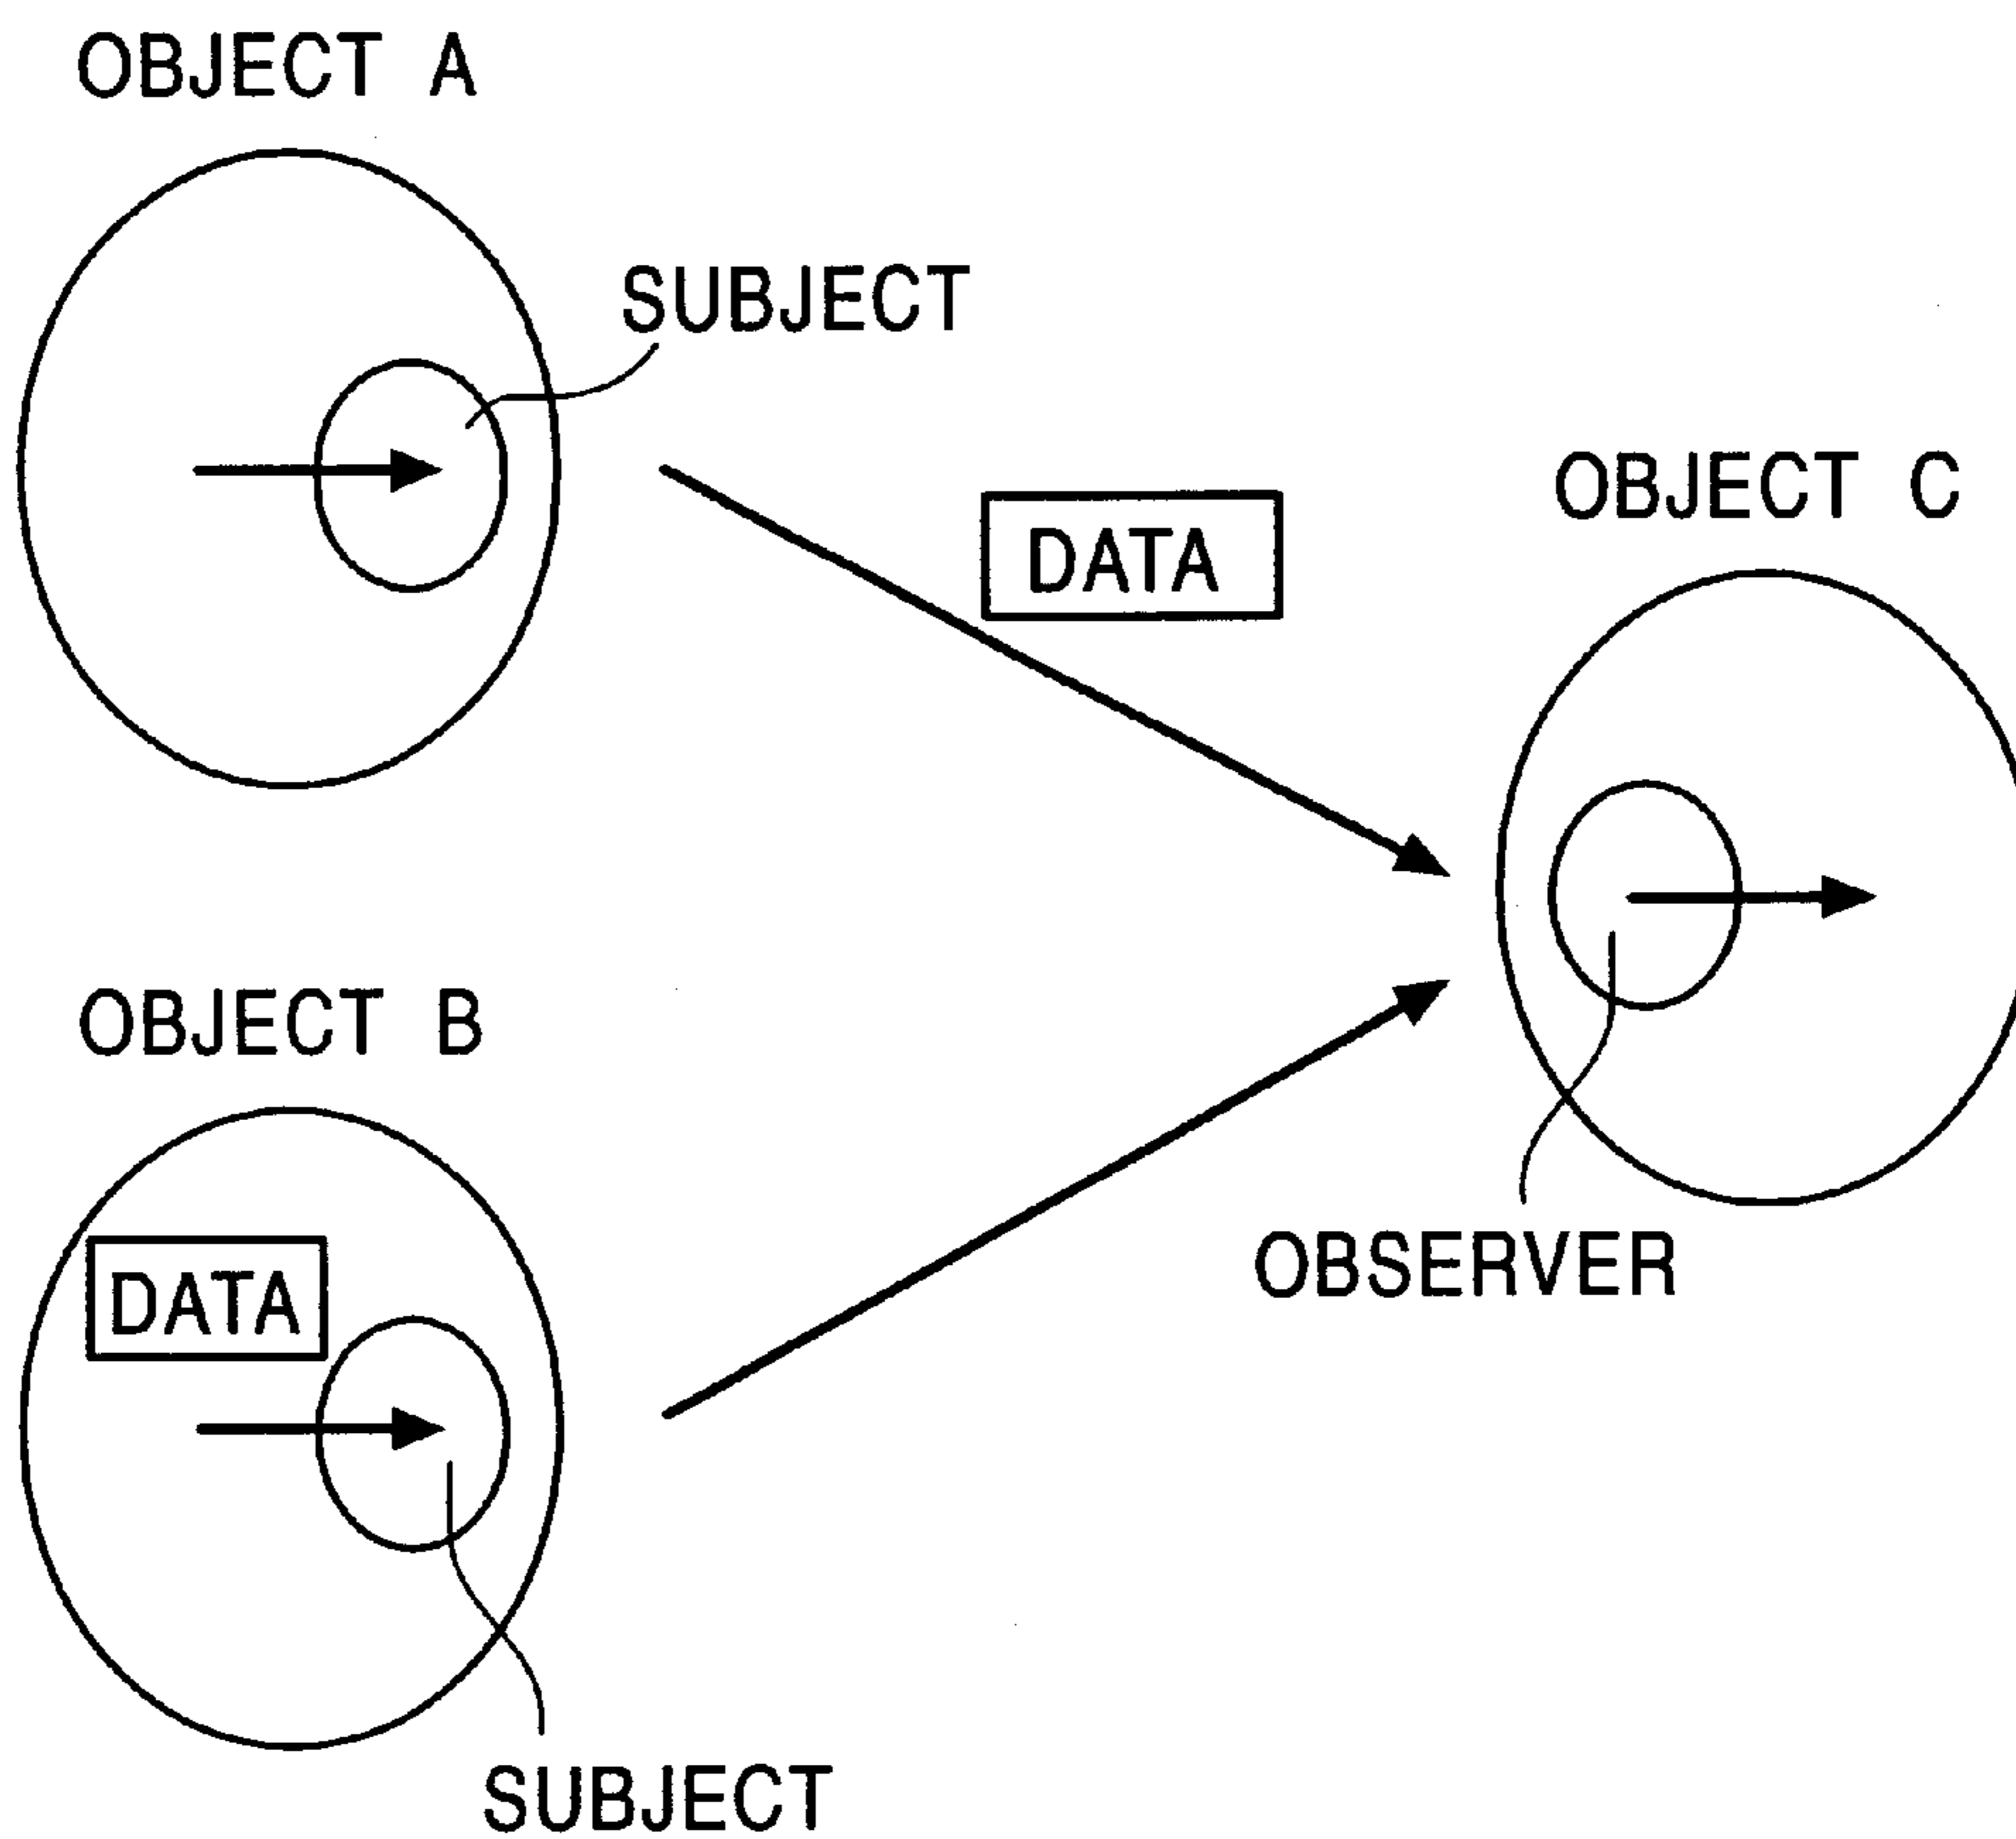 OBJECT A
SUBJECT
DATA
OBJECT C
OBJECT B
DATA
OBSERVER
SUBJECT